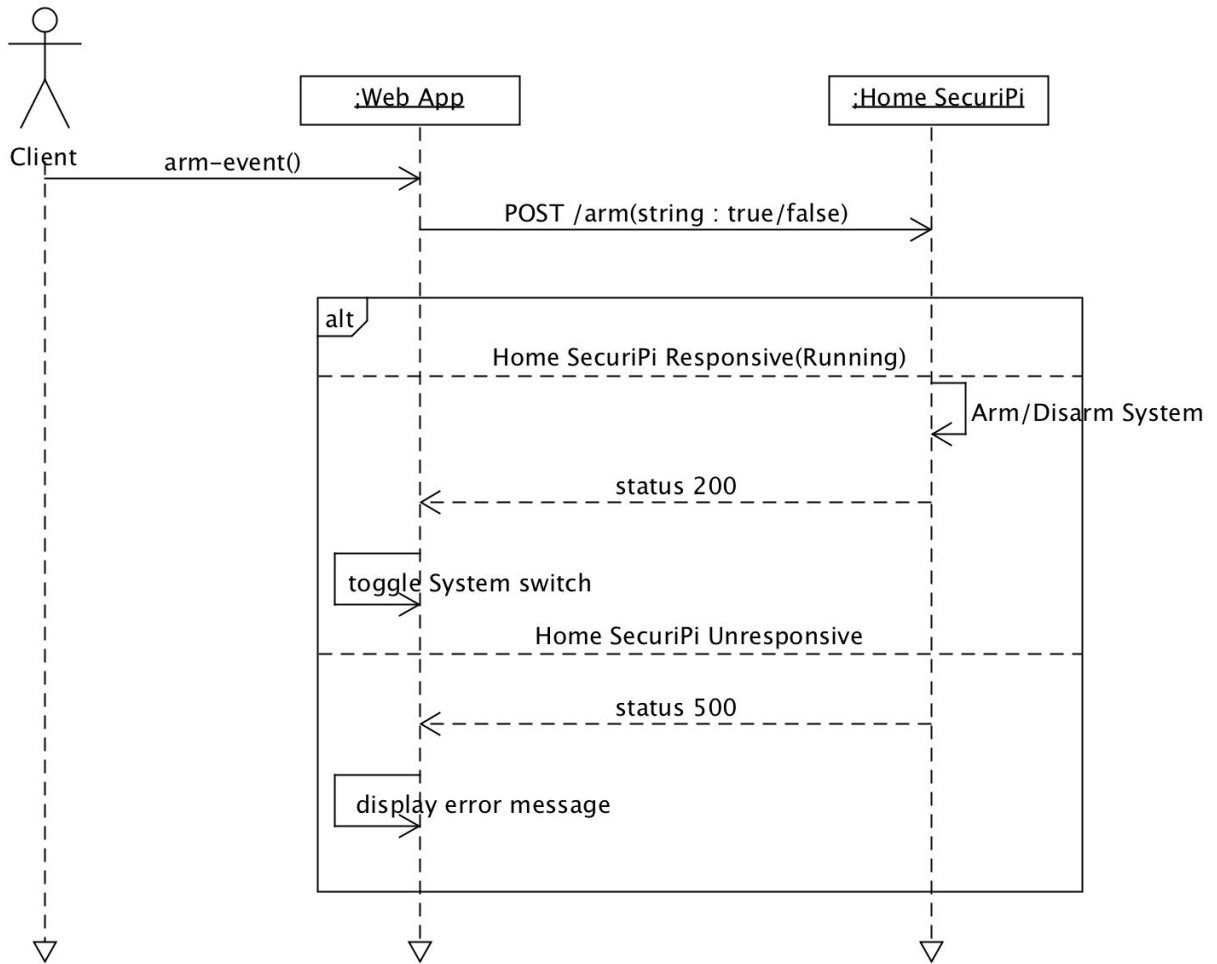 ;Web App
;Home SecuriPi
Client
arm-event()
POST /arm(string : true/false)
alt
Home SecuriPi Responsive(Running)
Arm/Disarm System
status 200
toggle System switch
Home SecuriPi Unresponsive
status 500
display error message